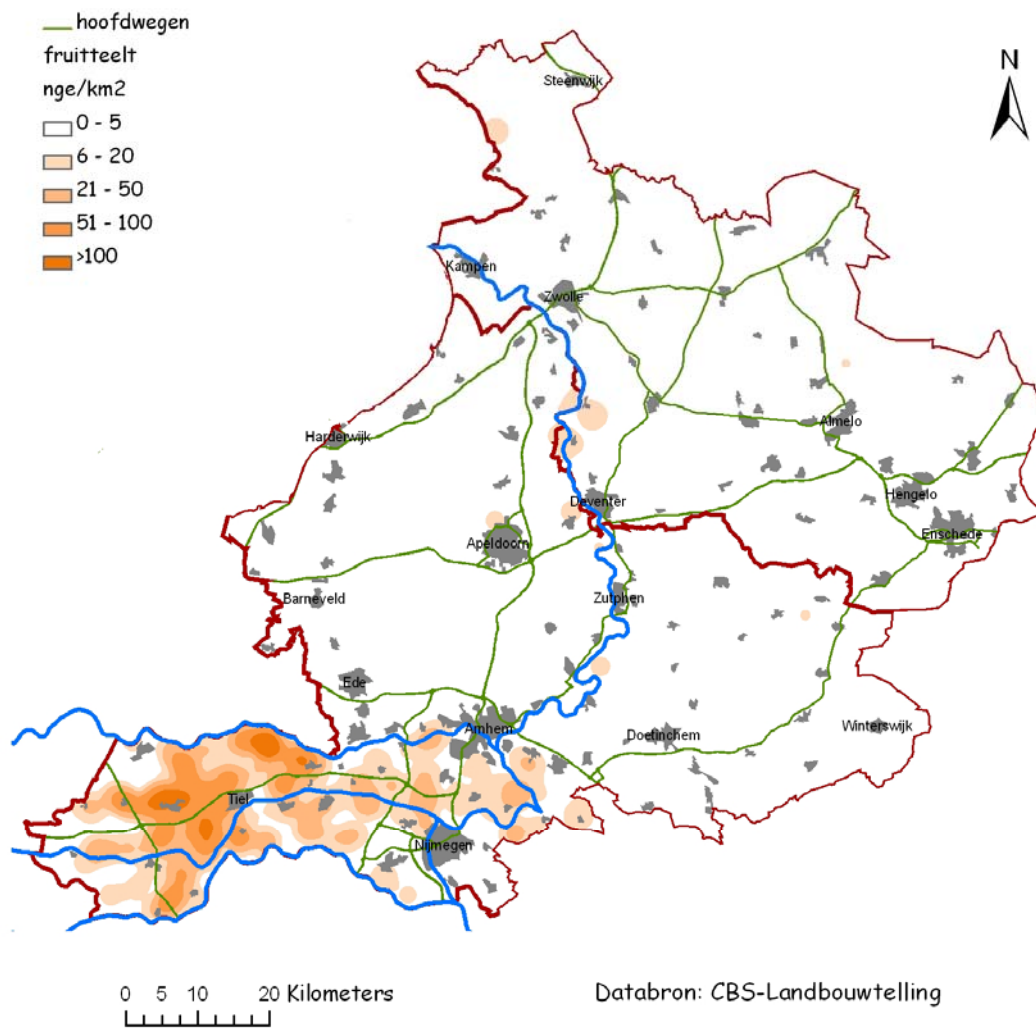 hoofdwegen
fruitteelt
nge/km2
0 - 5
6 - 20
21 - 50
51 - 100
>100
N
Steenwijk
Kampen
Zwolle
Harderwijk
Almelo
Hengelo
Deventer
Enschede
Apeldoorn
Barneveld
Zutphen
Ede
Arnhem
Doetinchem
Winterswijk
Tiel
Nijmegen
0 5 10 20 Kilometers
Databron: CBS-Landbouwtelling